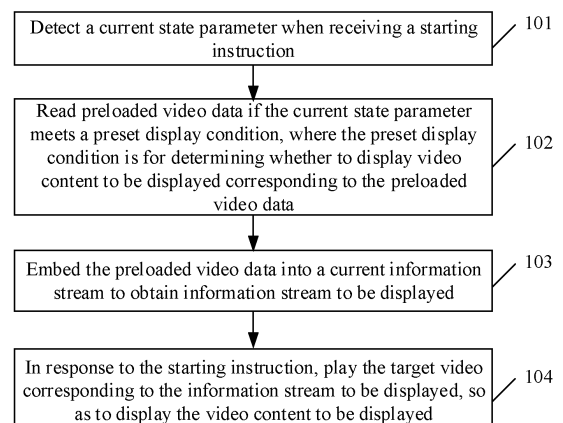 Detect a current state parameter when receiving a starting
instruction
101
Read preloaded video data if the current state parameter
meets a preset display condition, where the preset display
condition is for determining whether to display video
content to be displayed corresponding to the preloaded
video data
102
Embed the preloaded video data into a current information
stream to obtain information stream to be displayed
103
In response to the starting instruction, play the target video
corresponding to the information stream to be displayed, so
as to display the video content to be displayed
104